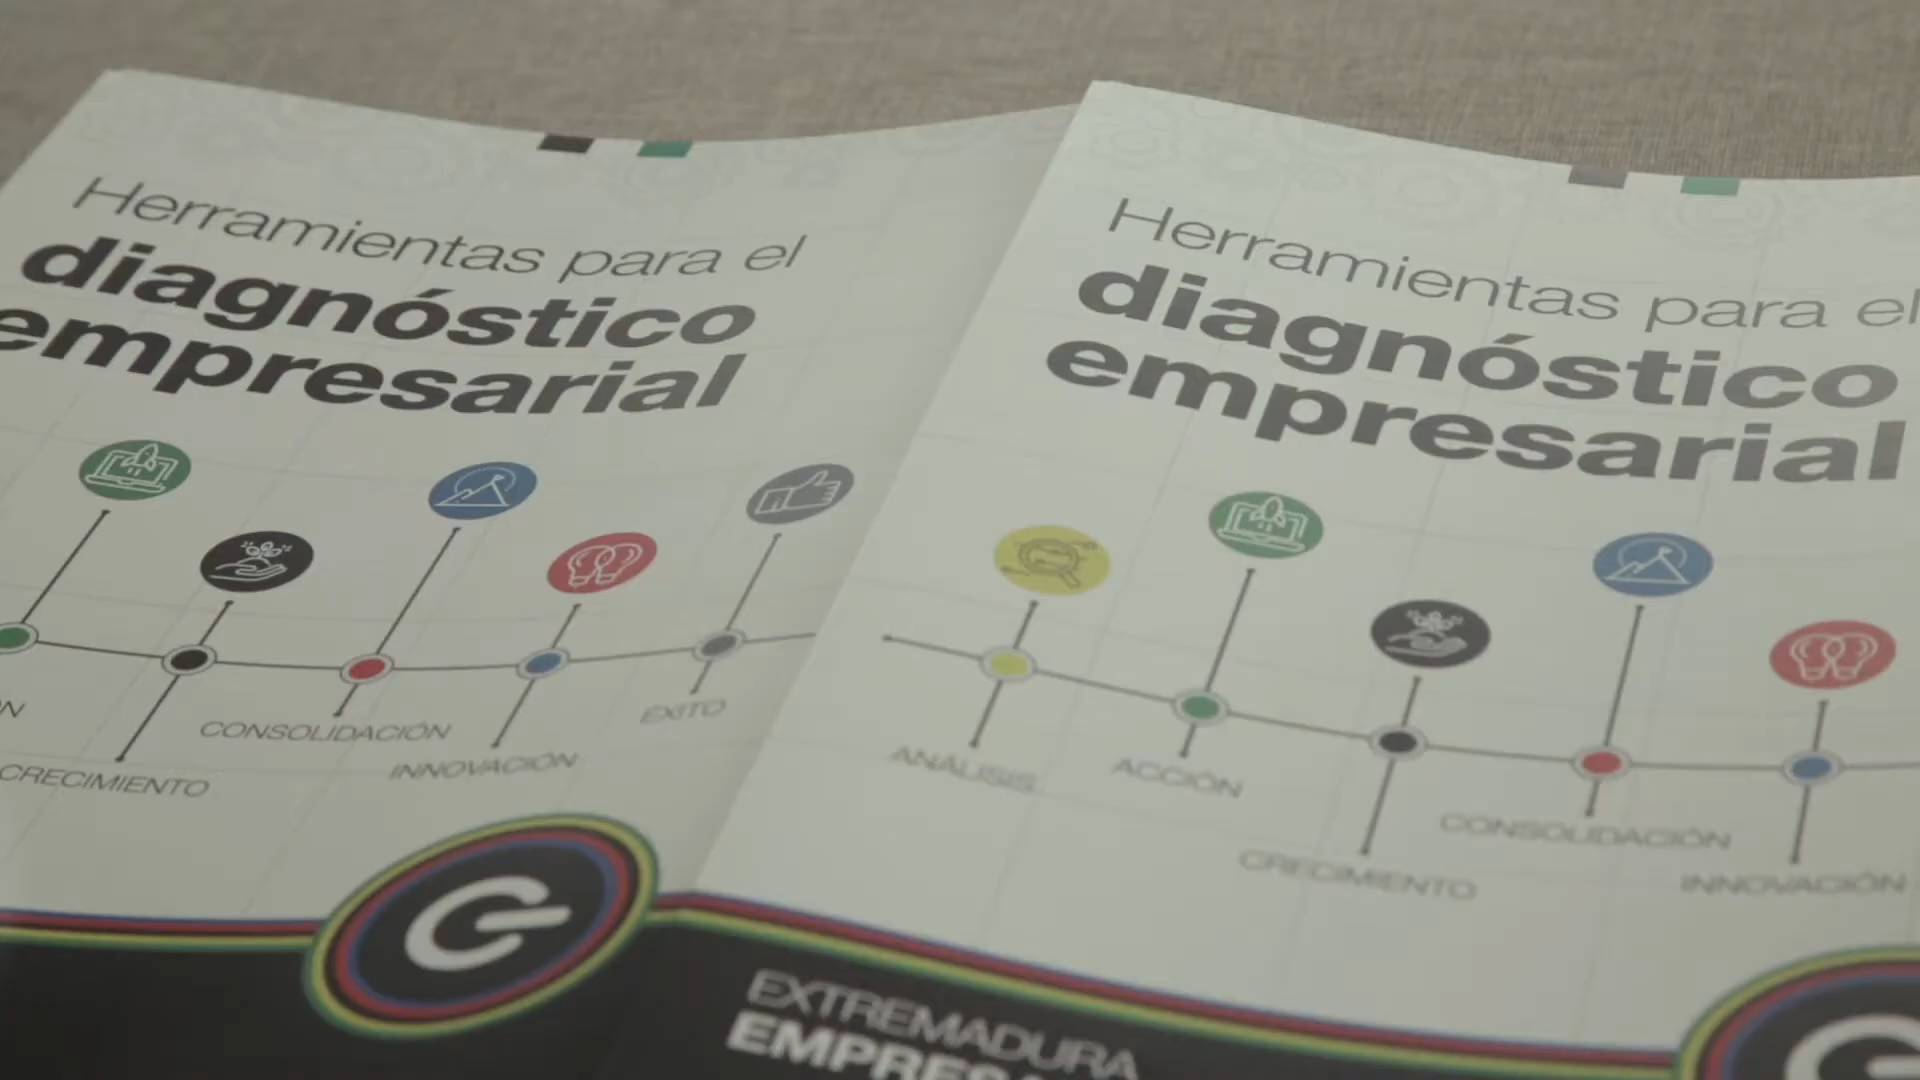 Herramientas para el
diagnóstico
empresarial
CONSOLIDACIÓN
EXITO
CRECIMIENTO
INNOVACIÓN
Herramientas para el
diagnóstico
empresarial
ANÁLISIS
ACCIÓN
CONSOLIDACIÓN
CRECIMIENTO
INNOVACIÓN
EXTREMADURA